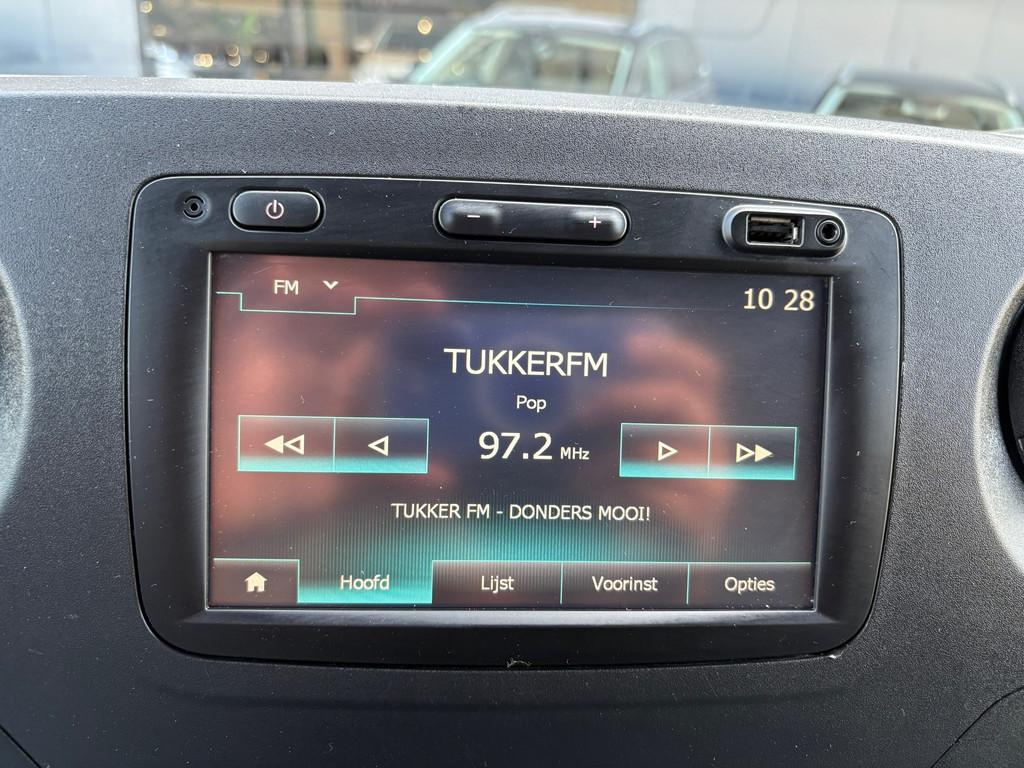 − +
FM
10 28
TUKKERFM
Pop
97.2 MHz
TUKKER FM - DONDERS MOOI!
Hoofd Lijst Voorinst Opties